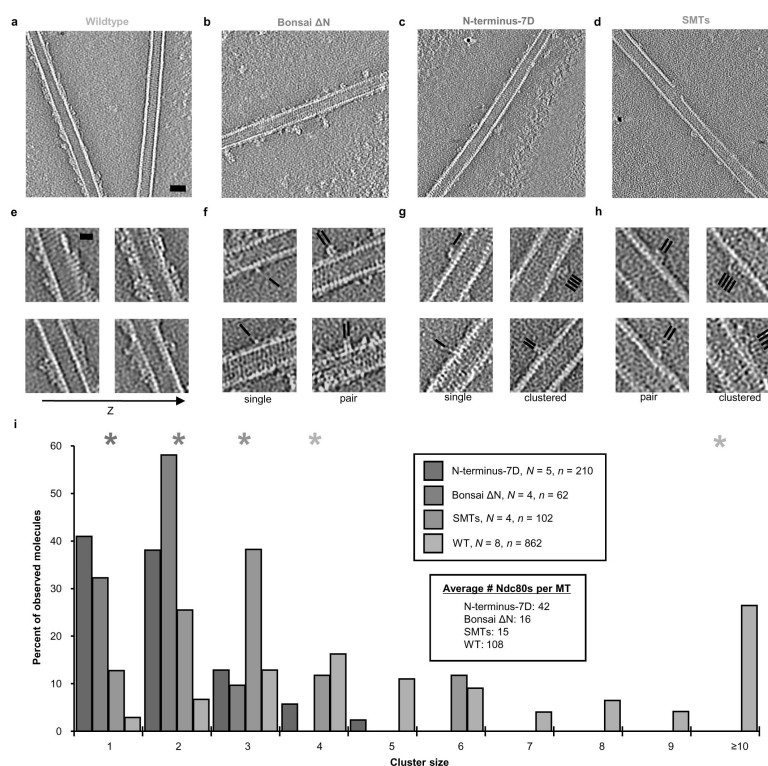 a Wildtype b Bonsai ΔN c N-terminus-7D d SMTs
e f g h
single pair single clustered pair clustered
Z
i
* * * * *
60
50
40
30
20
10
0
Percent of observed molecules
N-terminus-7D, N = 5, n = 210
Bonsai ΔN, N = 4, n = 62
SMTs, N = 4, n = 102
WT, N = 8, n = 862
Average # Ndc80s per MT
N-terminus-7D: 42
Bonsai ΔN: 16
SMTs: 15
WT: 108
1 2 3 4 5 6 7 8 9 ≥10
Cluster size